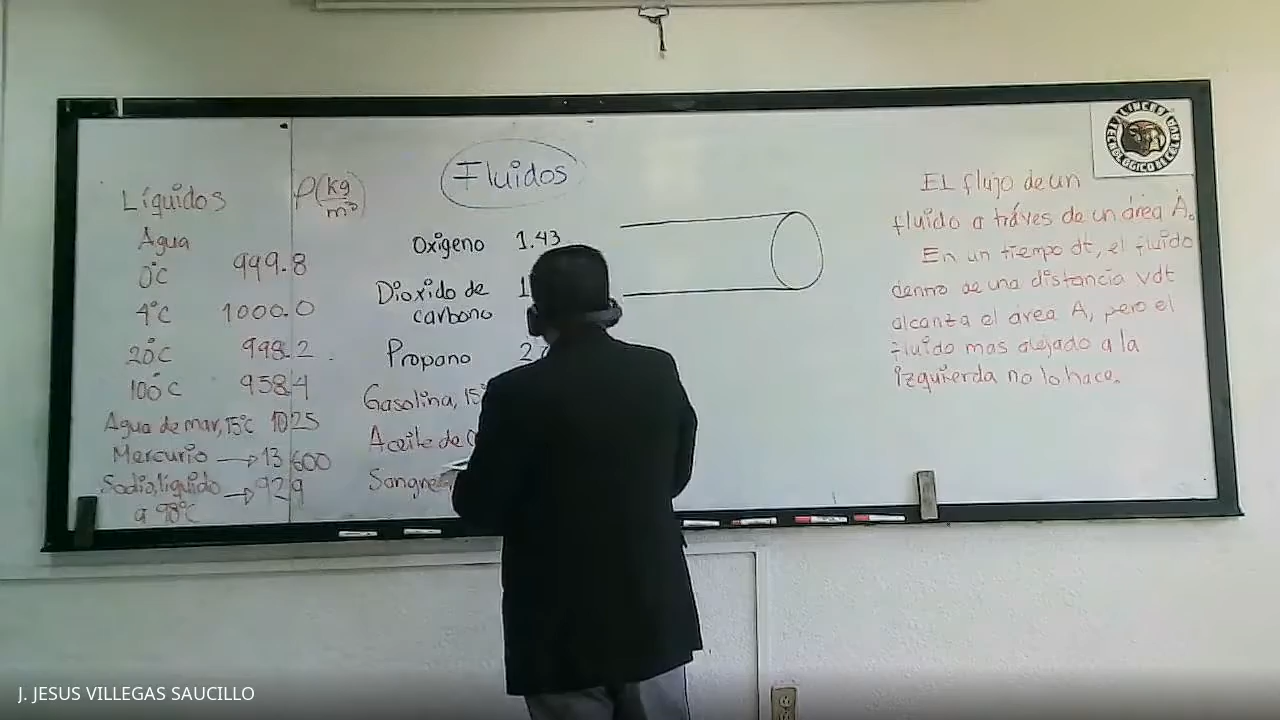 Fluidos
Líquidos ρ(kg/m³)
Agua
0°C 999.8
4°C 1000.0
20°C 998.2
100°C 958.4
Agua de mar, 15°C 1025
Mercurio → 13 600
Sodio, líquido → 929
a 98°C
Oxígeno 1.43
Dioxido de
carbono
Propano
Gasolina, 15°
Aceite de
Sangre
EL flujo de un
fluido a tráves de un área A.
En un tiempo dt, el fluido
dentro de una distancia vdt
alcanza el área A, pero el
fluido mas alejado a la
izquierda no lo hace.
J. JESUS VILLEGAS SAUCILLO